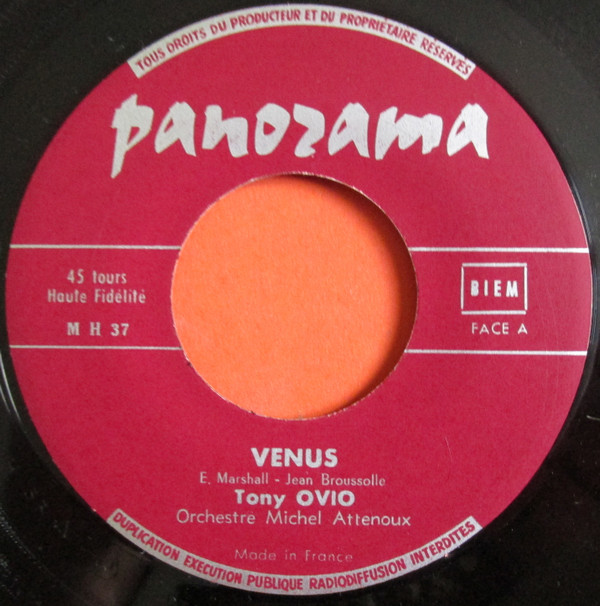 TOUS DROITS DU PRODUCTEUR ET DU PROPRIÉTAIRE RÉSERVÉS
panorama
45 tours
Haute Fidélité
M H 37
BIEM
FACE A
VENUS
E. Marshall - Jean Broussolle
Tony OVIO
Orchestre Michel Attenoux
Made in France
DUPLICATION EXECUTION PUBLIQUE RADIODIFFUSION INTERDITES